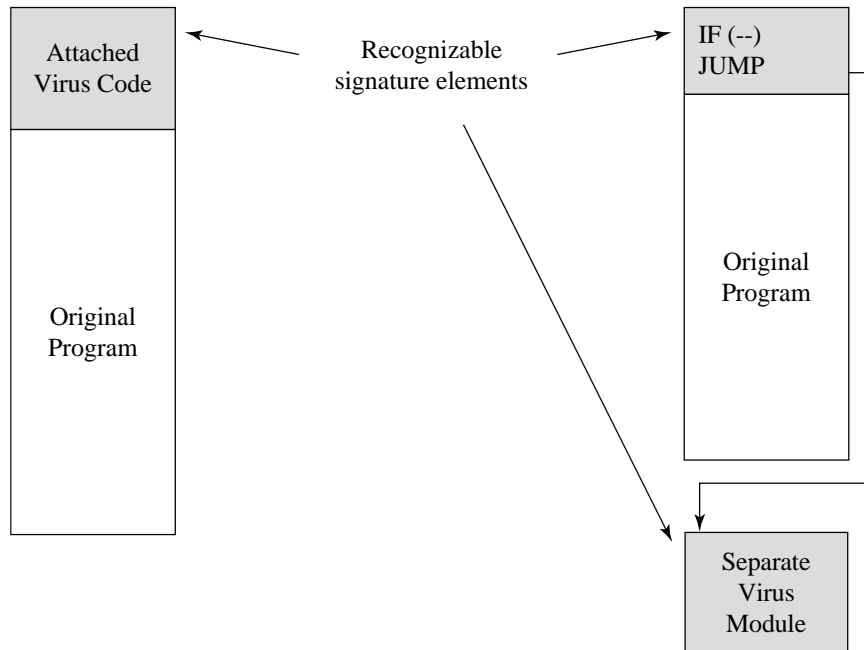 Attached
Virus Code
Original
Program
Recognizable
signature elements
IF (--)
JUMP
Original
Program
Separate
Virus
Module